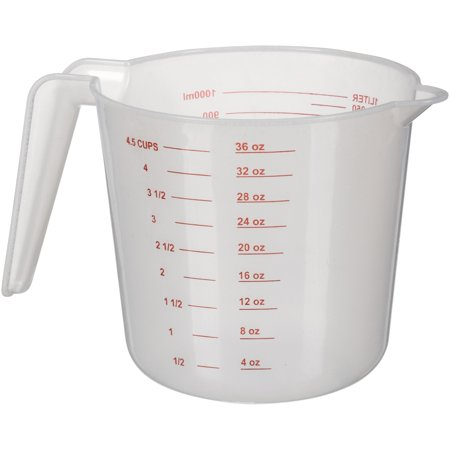 1000ml 1LITER
900 950
4.5 CUPS 36 oz
4 32 oz
3 1/2 28 oz
3 24 oz
2 1/2 20 oz
2 16 oz
1 1/2 12 oz
1 8 oz
1/2 4 oz